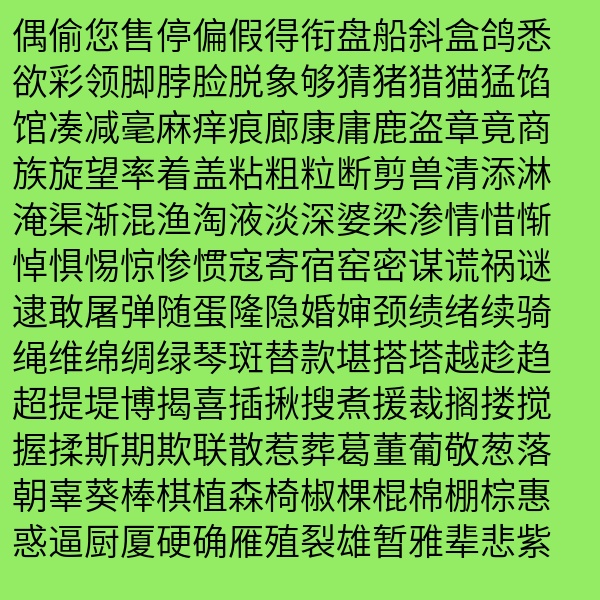 偶偷您售停偏假得衔盘船斜盒鸽悉
欲彩领脚脖脸脱象够猜猪猎猫猛馅
馆凑减毫麻痒痕廊康庸鹿盗章竟商
族旋望率着盖粘粗粒断剪兽清添淋
淹渠渐混渔淘液淡深婆梁渗情惜惭
悼惧惕惊惨惯寇寄宿窑密谋谎祸谜
逮敢屠弹随蛋隆隐婚婶颈绩绪续骑
绳维绵绸绿琴斑替款堪搭塔越趁趋
超提堤博揭喜插揪搜煮援裁搁搂搅
握揉斯期欺联散惹葬葛董葡敬葱落
朝辜葵棒棋植森椅椒棵棍棉棚棕惠
惑逼厨厦硬确雁殖裂雄暂雅辈悲紫